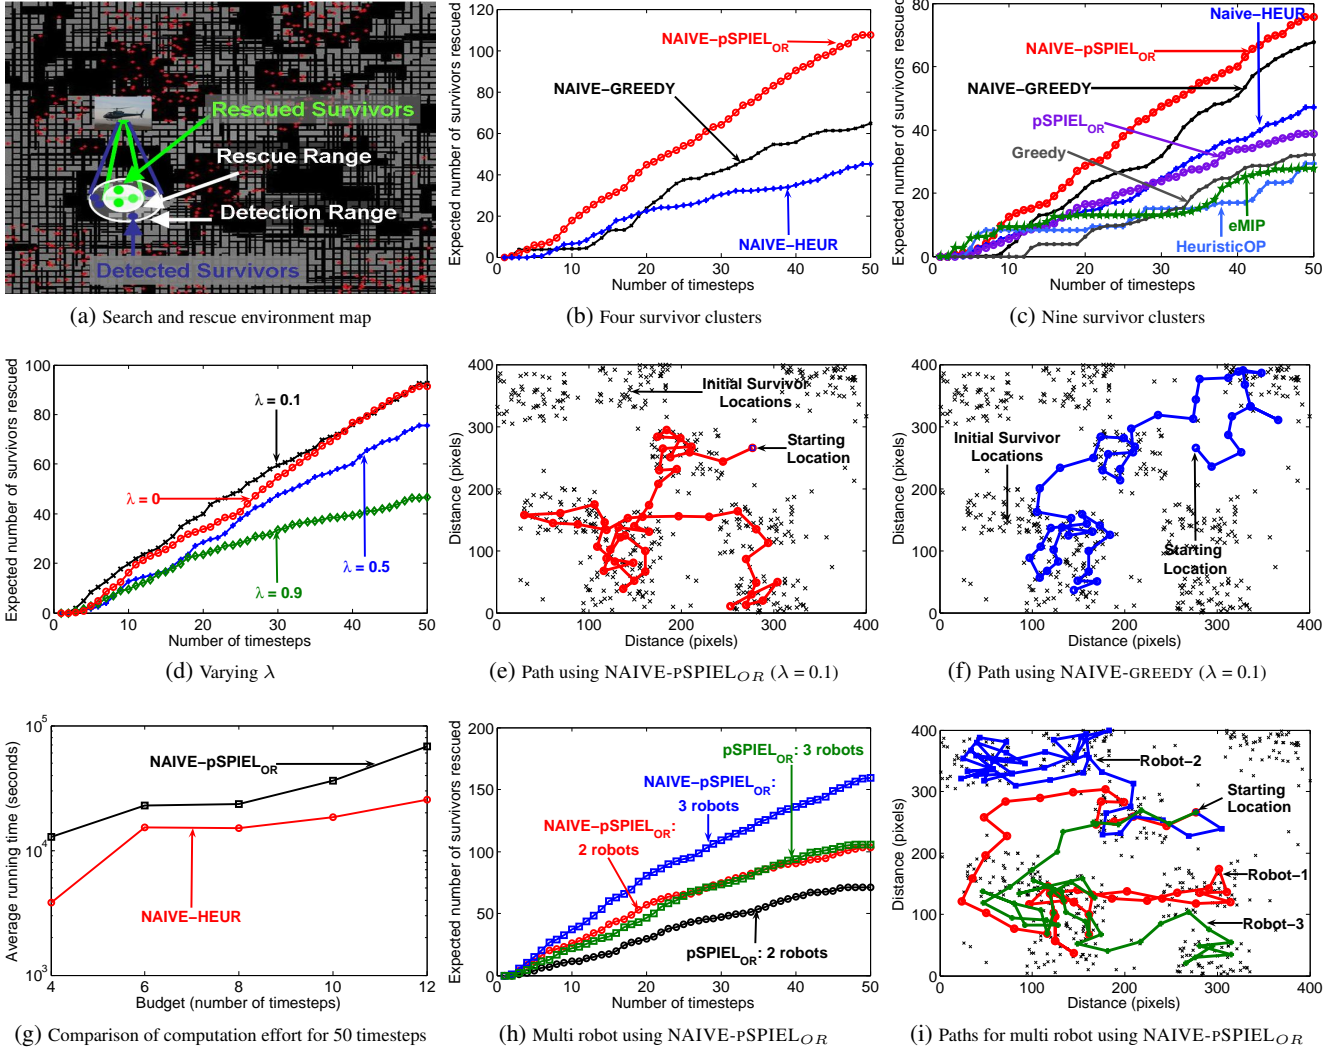 Rescued Survivors
Rescue Range
Detection Range
Detected Survivors
(a) Search and rescue environment map
Expected number of survivors rescued
120
100
80
60
40
20
0
0
10
20
30
40
50
Number of timesteps
NAIVE-pSPIEL_OR
NAIVE-GREEDY
NAIVE-HEUR
(b) Four survivor clusters
Expected number of survivors rescued
80
60
40
20
0
0
10
20
30
40
50
Number of timesteps
Naive-HEUR
NAIVE-pSPIEL_OR
NAIVE-GREEDY
pSPIEL_OR
Greedy
eMIP
HeuristicOP
(c) Nine survivor clusters
Expected number of survivors rescued
100
80
60
40
20
0
0
10
20
30
40
50
Number of timesteps
λ = 0.1
λ = 0
λ = 0.5
λ = 0.9
(d) Varying λ
Distance (pixels)
400
300
200
100
0
0
100
200
300
400
Distance (pixels)
Initial Survivor
Locations
Starting
Location
(e) Path using NAIVE-PSPIEL_OR (λ = 0.1)
Distance (pixels)
400
300
200
100
0
0
100
200
300
400
Distance (pixels)
Initial Survivor
Locations
Starting
Location
(f) Path using NAIVE-GREEDY (λ = 0.1)
Average running time (seconds)
10^5
10^4
10^3
4
6
8
10
12
Budget (number of timesteps)
NAIVE-pSPIEL_OR
NAIVE-HEUR
(g) Comparison of computation effort for 50 timesteps
Expected number of survivors rescued
200
150
100
50
0
0
10
20
30
40
50
Number of timesteps
pSPIEL_OR: 3 robots
NAIVE-pSPIEL_OR:
3 robots
NAIVE-pSPIEL_OR:
2 robots
pSPIEL_OR: 2 robots
(h) Multi robot using NAIVE-PSPIEL_OR
Distance (pixels)
400
300
200
100
0
0
100
200
300
400
Distance (pixels)
Robot-2
Starting
Location
Robot-1
Robot-3
(i) Paths for multi robot using NAIVE-PSPIEL_OR